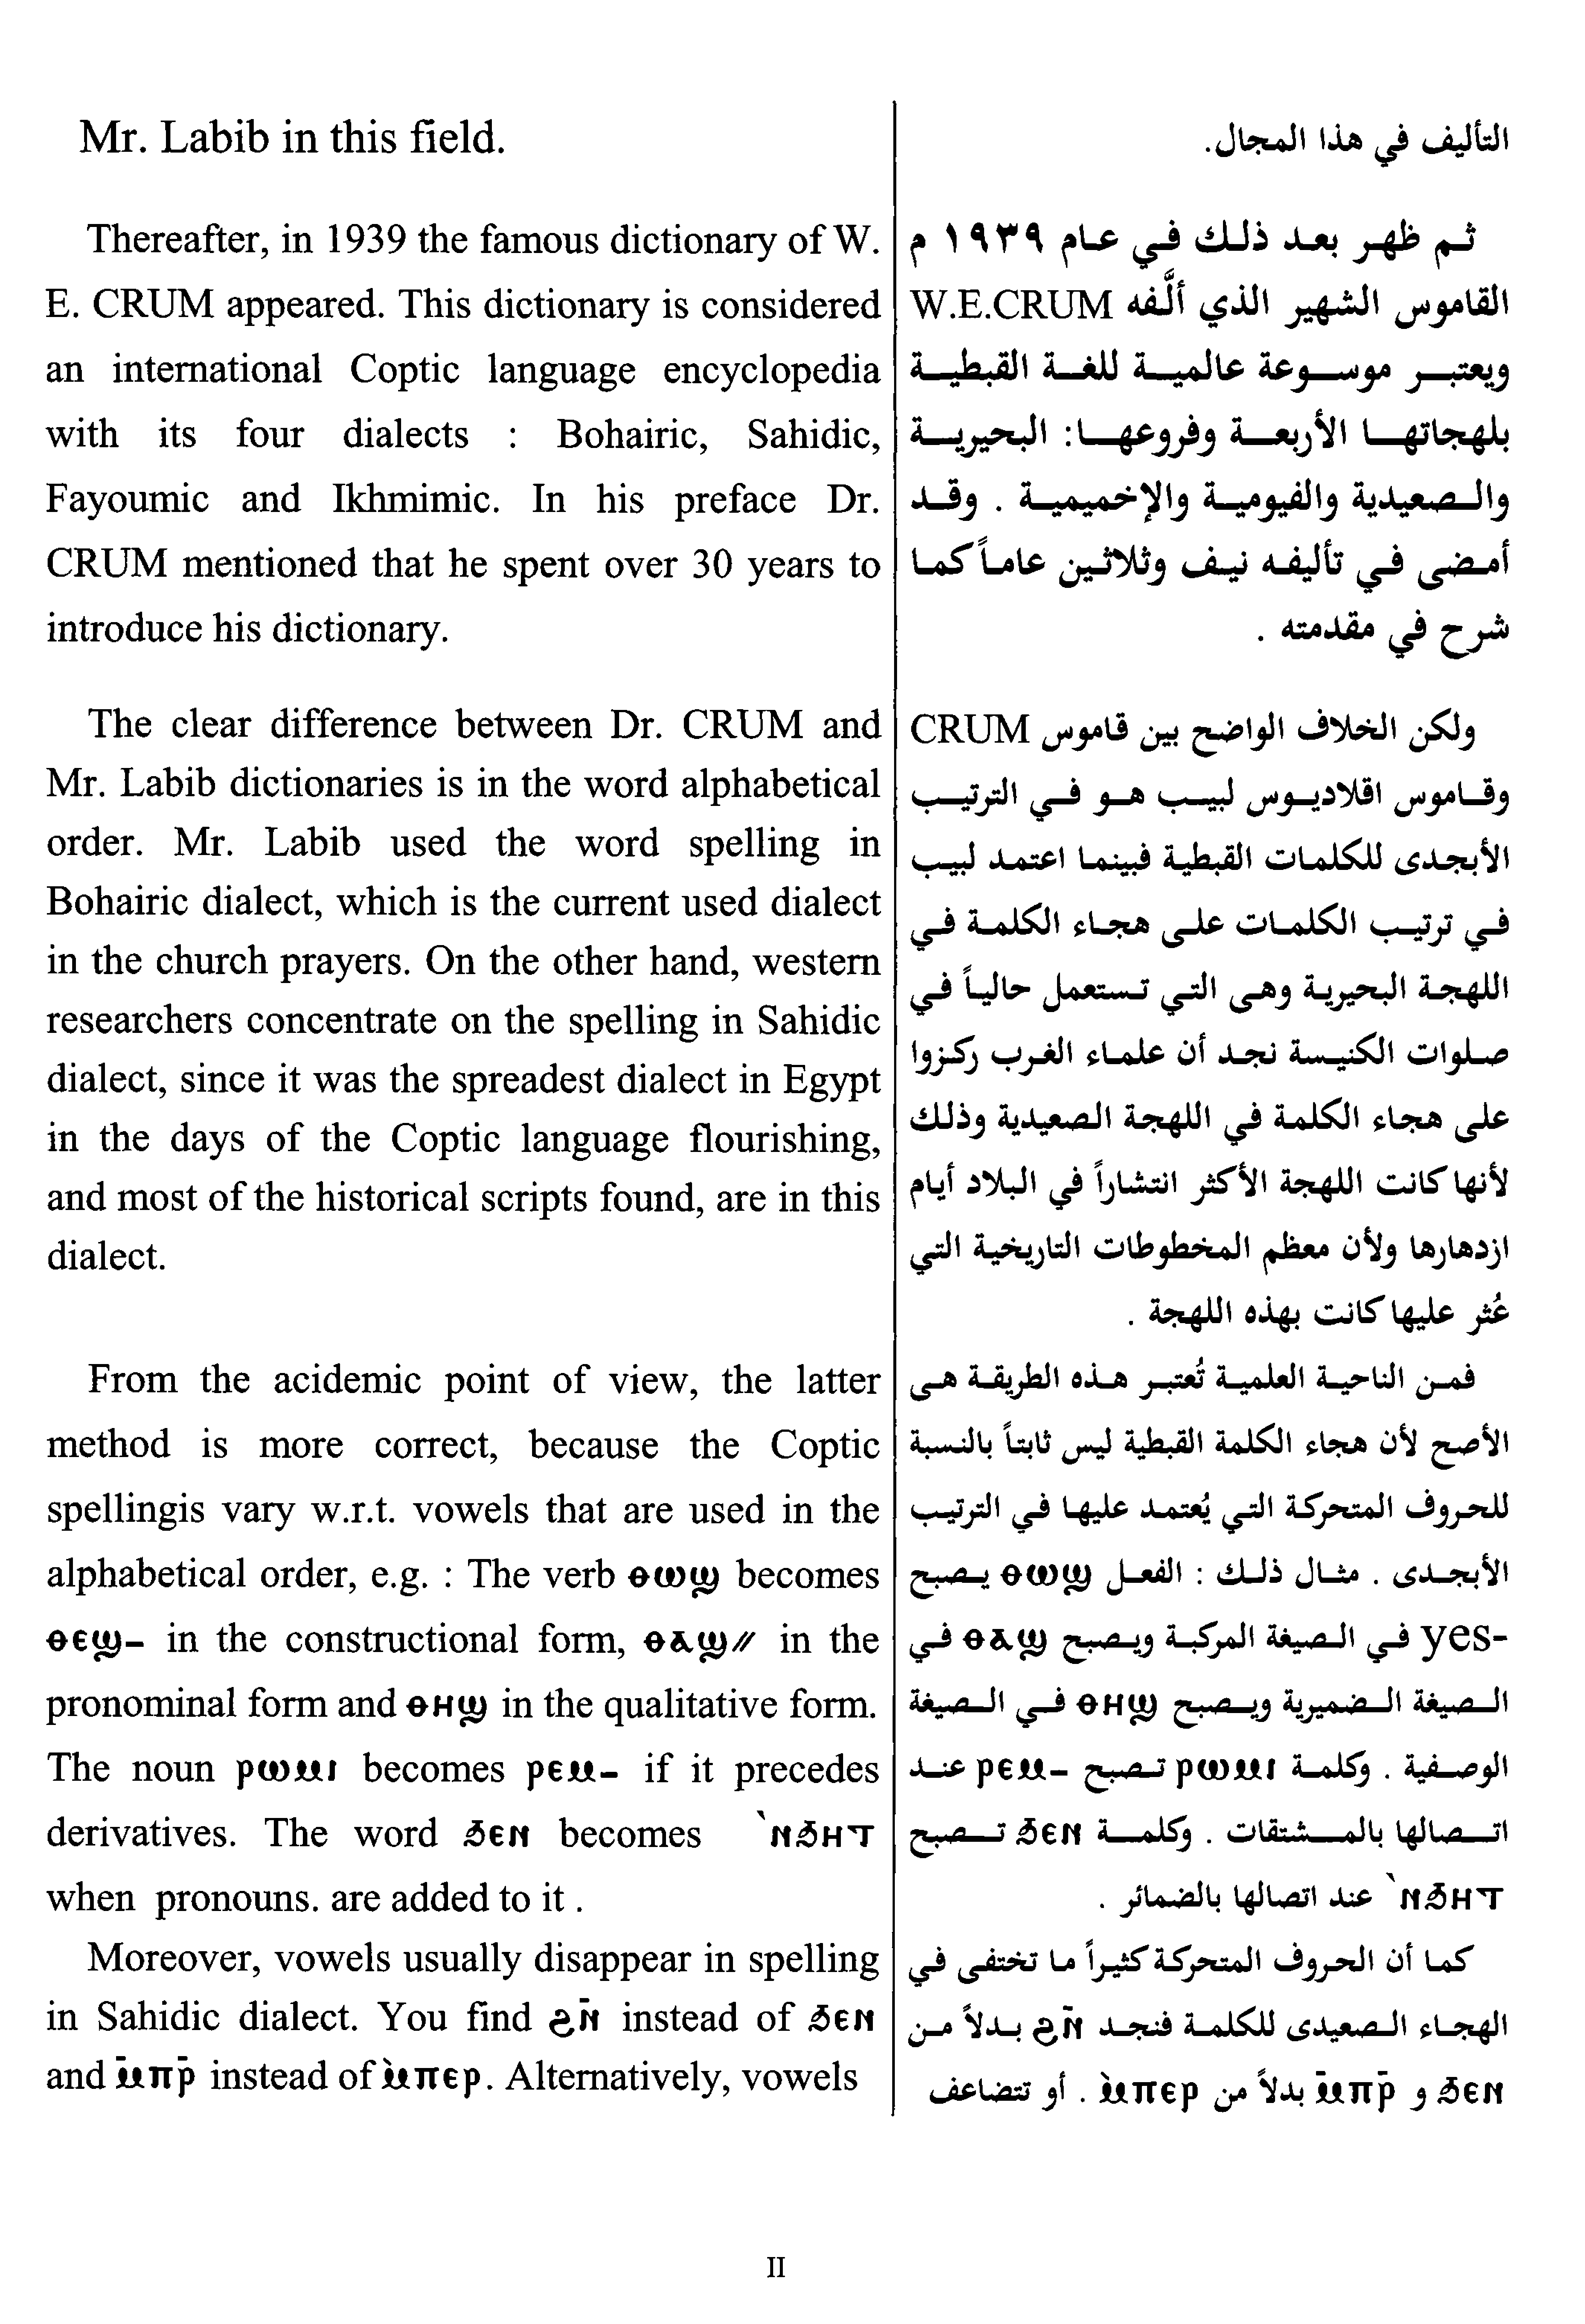 Mr. Labib in this field.
Thereafter, in 1939 the famous dictionary of W.
E. CRUM appeared. This dictionary is considered
an international Coptic language encyclopedia
with its four dialects : Bohairic, Sahidic,
Fayoumic and Ikhmimic. In his preface Dr.
CRUM mentioned that he spent over 30 years to
introduce his dictionary.
The clear difference between Dr. CRUM and
Mr. Labib dictionaries is in the word alphabetical
order. Mr. Labib used the word spelling in
Bohairic dialect, which is the current used dialect
in the church prayers. On the other hand, western
researchers concentrate on the spelling in Sahidic
dialect, since it was the spreadest dialect in Egypt
in the days of the Coptic language flourishing,
and most of the historical scripts found, are in this
dialect.
From the acidemic point of view, the latter
method is more correct, because the Coptic
spellingis vary w.r.t. vowels that are used in the
alphabetical order, e.g. : The verb ⲑⲱϣ becomes
ⲑⲉϣ- in the constructional form, ⲑⲁϣ// in the
pronominal form and ⲑⲏϣ in the qualitative form.
The noun ⲣⲱⲙⲓ becomes ⲣⲉⲙ- if it precedes
derivatives. The word ϧⲉⲛ becomes `ⲛϧⲏⲧ
when pronouns. are added to it .
Moreover, vowels usually disappear in spelling
in Sahidic dialect. You find ϩⲛ̄ instead of ϧⲉⲛ
and ⲙ̄ⲡⲣ̄ instead of ⲙ̀ⲡⲉⲣ. Alternatively, vowels
التأليف في هذا المجال.
ثم ظهر بعد ذلك في عام ١٩٣٩ م
القاموس الشهير الذي ألَّفه W.E.CRUM
ويعتبر موسوعة عالمية للغة القبطية
بلهجاتها الأربعة وفروعها: البحيرية
والصعيدية والفيومية والإخميمية . وقد
أمضى في تأليفه نيف وثلاثين عاماً كما
شرح في مقدمته .
ولكن الخلاف الواضح بين قاموس CRUM
وقاموس اقلاديوس لبيب هو في الترتيب
الأبجدى للكلمات القبطية فبينما اعتمد لبيب
في ترتيب الكلمات على هجاء الكلمة في
اللهجة البحيرية وهى التي تستعمل حالياً في
صلوات الكنيسة نجد أن علماء الغرب ركزوا
على هجاء الكلمة في اللهجة الصعيدية وذلك
لأنها كانت اللهجة الأكثر انتشاراً في البلاد أيام
ازدهارها ولأن معظم المخطوطات التاريخية التي
عُثر عليها كانت بهذه اللهجة .
فمن الناحية العلمية تُعتبر هذه الطريقة هى
الأصح لأن هجاء الكلمة القبطية ليس ثابتاً بالنسبة
للحروف المتحركة التي يُعتمد عليها في الترتيب
الأبجدى . مثال ذلك : الفعل ⲑⲱϣ يصبح
yes- في الصيغة المركبة ويصبح ⲑⲁϣ في
الصيغة الضميرية ويصبح ⲑⲏϣ في الصيغة
الوصفية . وكلمة ⲣⲱⲙⲓ تصبح ⲣⲉⲙ- عند
اتصالها بالمشتقات . وكلمة ϧⲉⲛ تصبح
`ⲛϧⲏⲧ عند اتصالها بالضمائر .
كما أن الحروف المتحركة كثيراً ما تختفى في
الهجاء الصعيدى للكلمة فنجد ϩⲛ̄ بدلاً من
ϧⲉⲛ و ⲙ̄ⲡⲣ̄ بدلاً من ⲙ̀ⲡⲉⲣ . أو تتضاعف
II